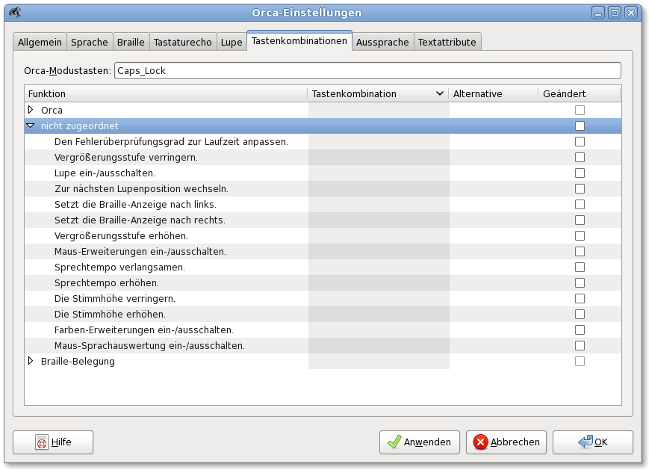 Orca-Einstellungen
Allgemein Sprache Braille Tastaturecho Lupe Tastenkombinationen Aussprache Textattribute
Orca-Modustasten: Caps_Lock
Funktion Tastenkombination Alternative Geändert
Orca
nicht zugeordnet
Den Fehlerüberprüfungsgrad zur Laufzeit anpassen.
Vergrößerungsstufe verringern.
Lupe ein-/ausschalten.
Zur nächsten Lupenposition wechseln.
Setzt die Braille-Anzeige nach links.
Setzt die Braille-Anzeige nach rechts.
Vergrößerungsstufe erhöhen.
Maus-Erweiterungen ein-/ausschalten.
Sprechtempo verlangsamen.
Sprechtempo erhöhen.
Die Stimmhöhe verringern.
Die Stimmhöhe erhöhen.
Farben-Erweiterungen ein-/ausschalten.
Maus-Sprachauswertung ein-/ausschalten.
Braille-Belegung
Hilfe Anwenden Abbrechen OK